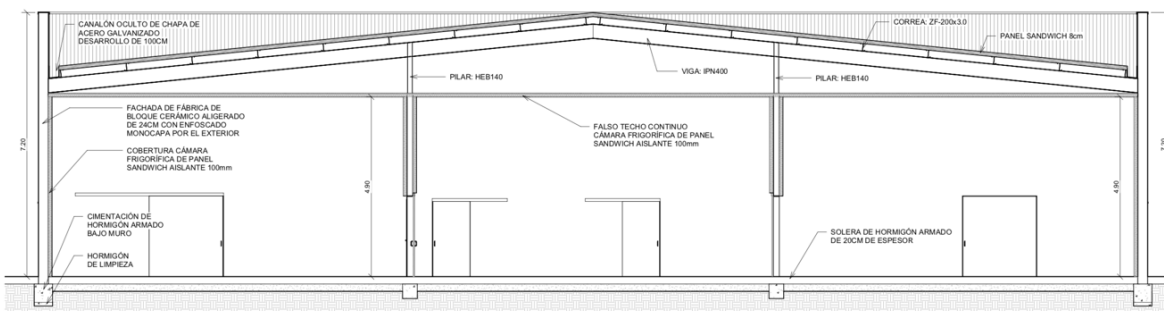 CANALÓN OCULTO DE CHAPA DE
ACERO GALVANIZADO
DESARROLLO DE 100CM
CORREA: ZF-200x3.0
PANEL SANDWICH 8cm
VIGA: IPN400
PILAR: HEB140
PILAR: HEB140
FACHADA DE FÁBRICA DE
BLOQUE CERÁMICO ALIGERADO
DE 24CM CON ENFOSCADO
MONOCAPA POR EL EXTERIOR
FALSO TECHO CONTINUO
CÁMARA FRIGORÍFICA DE PANEL
SANDWICH AISLANTE 100mm
7.20
7.20
COBERTURA CÁMARA
FRIGORÍFICA DE PANEL
SANDWICH AISLANTE 100mm
4.90
4.90
CIMENTACIÓN DE
HORMIGÓN ARMADO
BAJO MURO
SOLERA DE HORMIGÓN ARMADO
DE 20CM DE ESPESOR
HORMIGÓN
DE LIMPIEZA